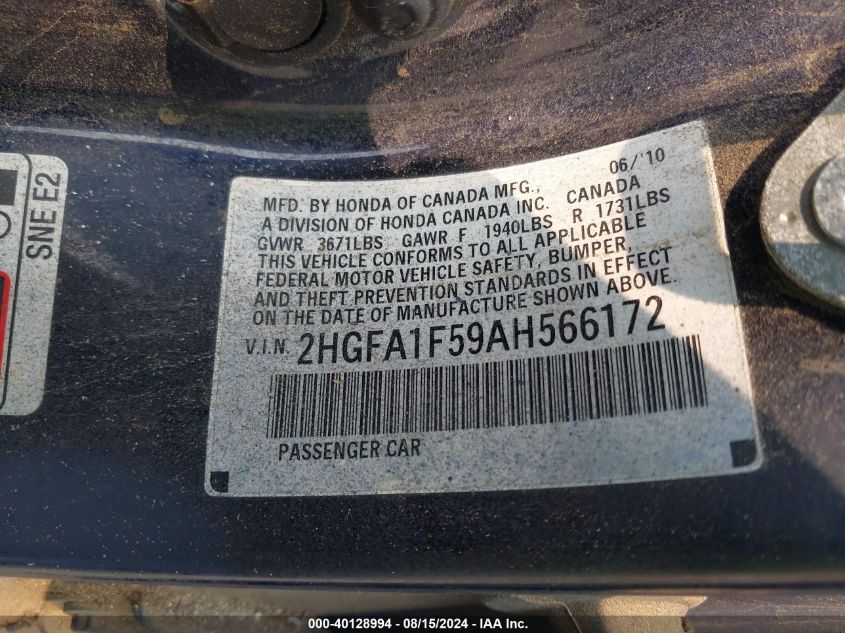 SNE E2
06/'10
MFD. BY HONDA OF CANADA MFG.,
A DIVISION OF HONDA CANADA INC. CANADA
GVWR 3671LBS GAWR F 1940LBS R 1731LBS
THIS VEHICLE CONFORMS TO ALL APPLICABLE
FEDERAL MOTOR VEHICLE SAFETY, BUMPER,
AND THEFT PREVENTION STANDARDS IN EFFECT
ON THE DATE OF MANUFACTURE SHOWN ABOVE.
V.I.N. 2HGFA1F59AH566172
PASSENGER CAR
000-40128994 - 08/15/2024 - IAA Inc.